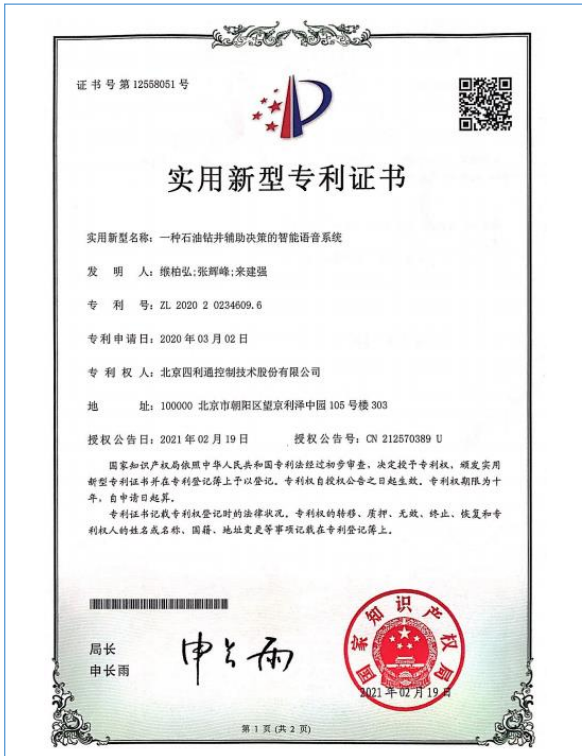 证书号第12558051号
实用新型专利证书
实用新型名称：一种石油钻井辅助决策的智能语音系统
发 明 人：缑柏弘;张辉峰;来建强
专 利 号：ZL 2020 2 0234609.6
专利申请日：2020年03月02日
专 利 权 人：北京四利通控制技术股份有限公司
地 址：100000 北京市朝阳区望京利泽中园105号楼303
授权公告日：2021年02月19日 授权公告号：CN 212570389 U
国家知识产权局依照中华人民共和国专利法经过初步审查，决定授予专利权，颁发实用
新型专利证书并在专利登记簿上予以登记。专利权自授权公告之日起生效。专利权期限为十
年，自申请日起算。
专利证书记载专利权登记时的法律状况。专利权的转移、质押、无效、终止、恢复和专
利权人的姓名或名称、国籍、地址变更等事项记载在专利登记簿上。
局长
申长雨
申长雨
国家知识产权局
2021年02月19日
第 1 页 (共 2 页)